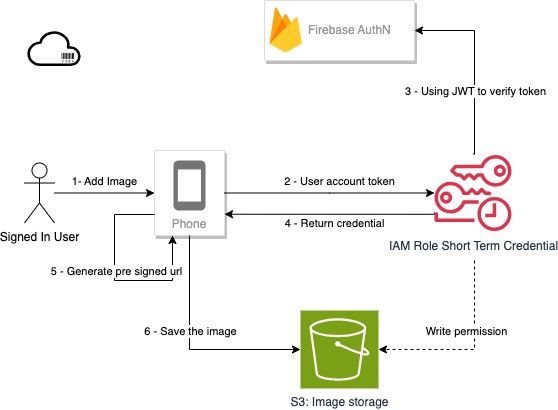 Firebase AuthN
3 - Using JWT to verify token
1- Add Image
2 - User account token
Phone
4 - Return credential
Signed In User
IAM Role Short Term Credential
5 - Generate pre signed url
6 - Save the image
Write permission
S3: Image storage